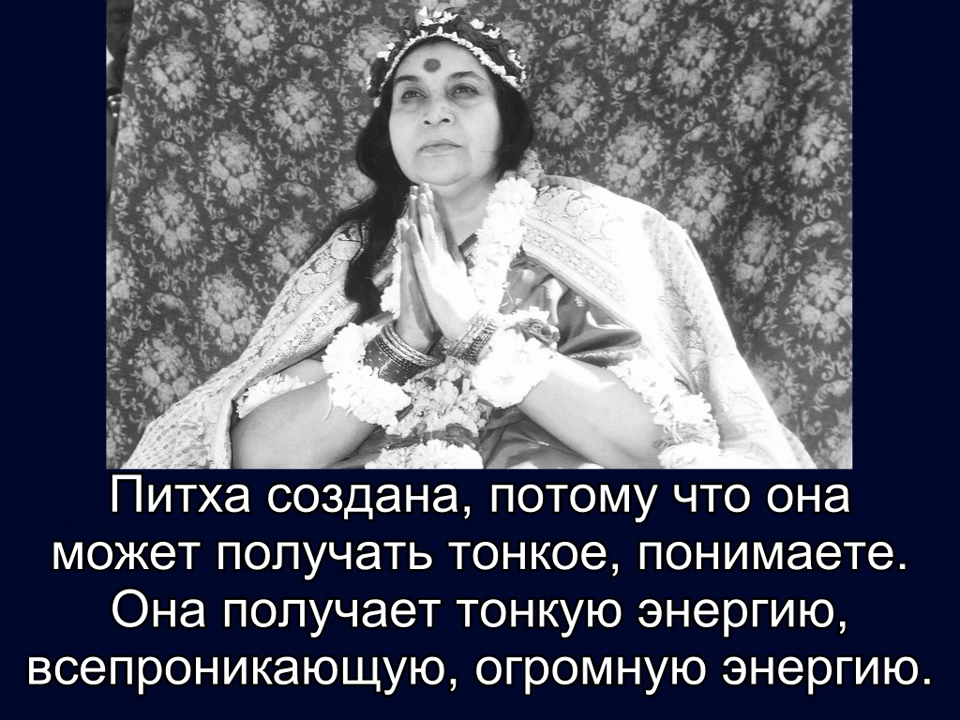 Питха создана, потому что она
может получать тонкое, понимаете.
Она получает тонкую энергию,
всепроникающую, огромную энергию.